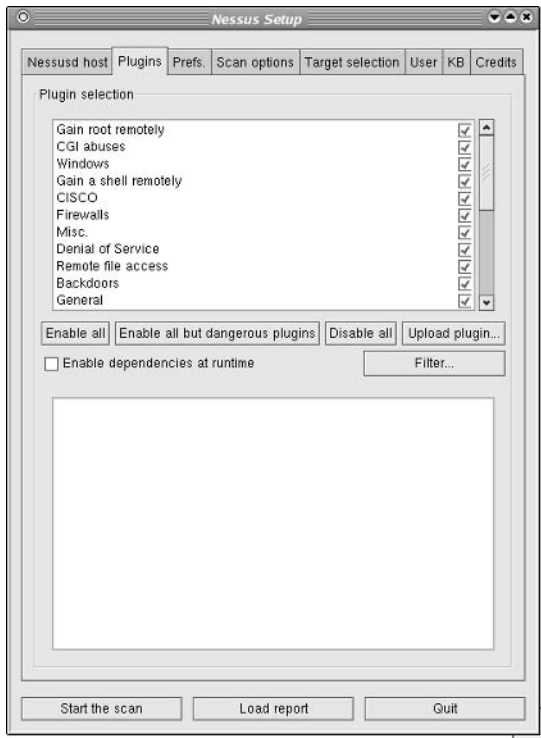 Nessus Setup
Nessusd host Plugins Prefs. Scan options Target selection User KB Credits
Plugin selection
Gain root remotely
CGI abuses
Windows
Gain a shell remotely
CISCO
Firewalls
Misc.
Denial of Service
Remote file access
Backdoors
General
Enable all Enable all but dangerous plugins Disable all Upload plugin...
Enable dependencies at runtime Filter...
Start the scan Load report Quit